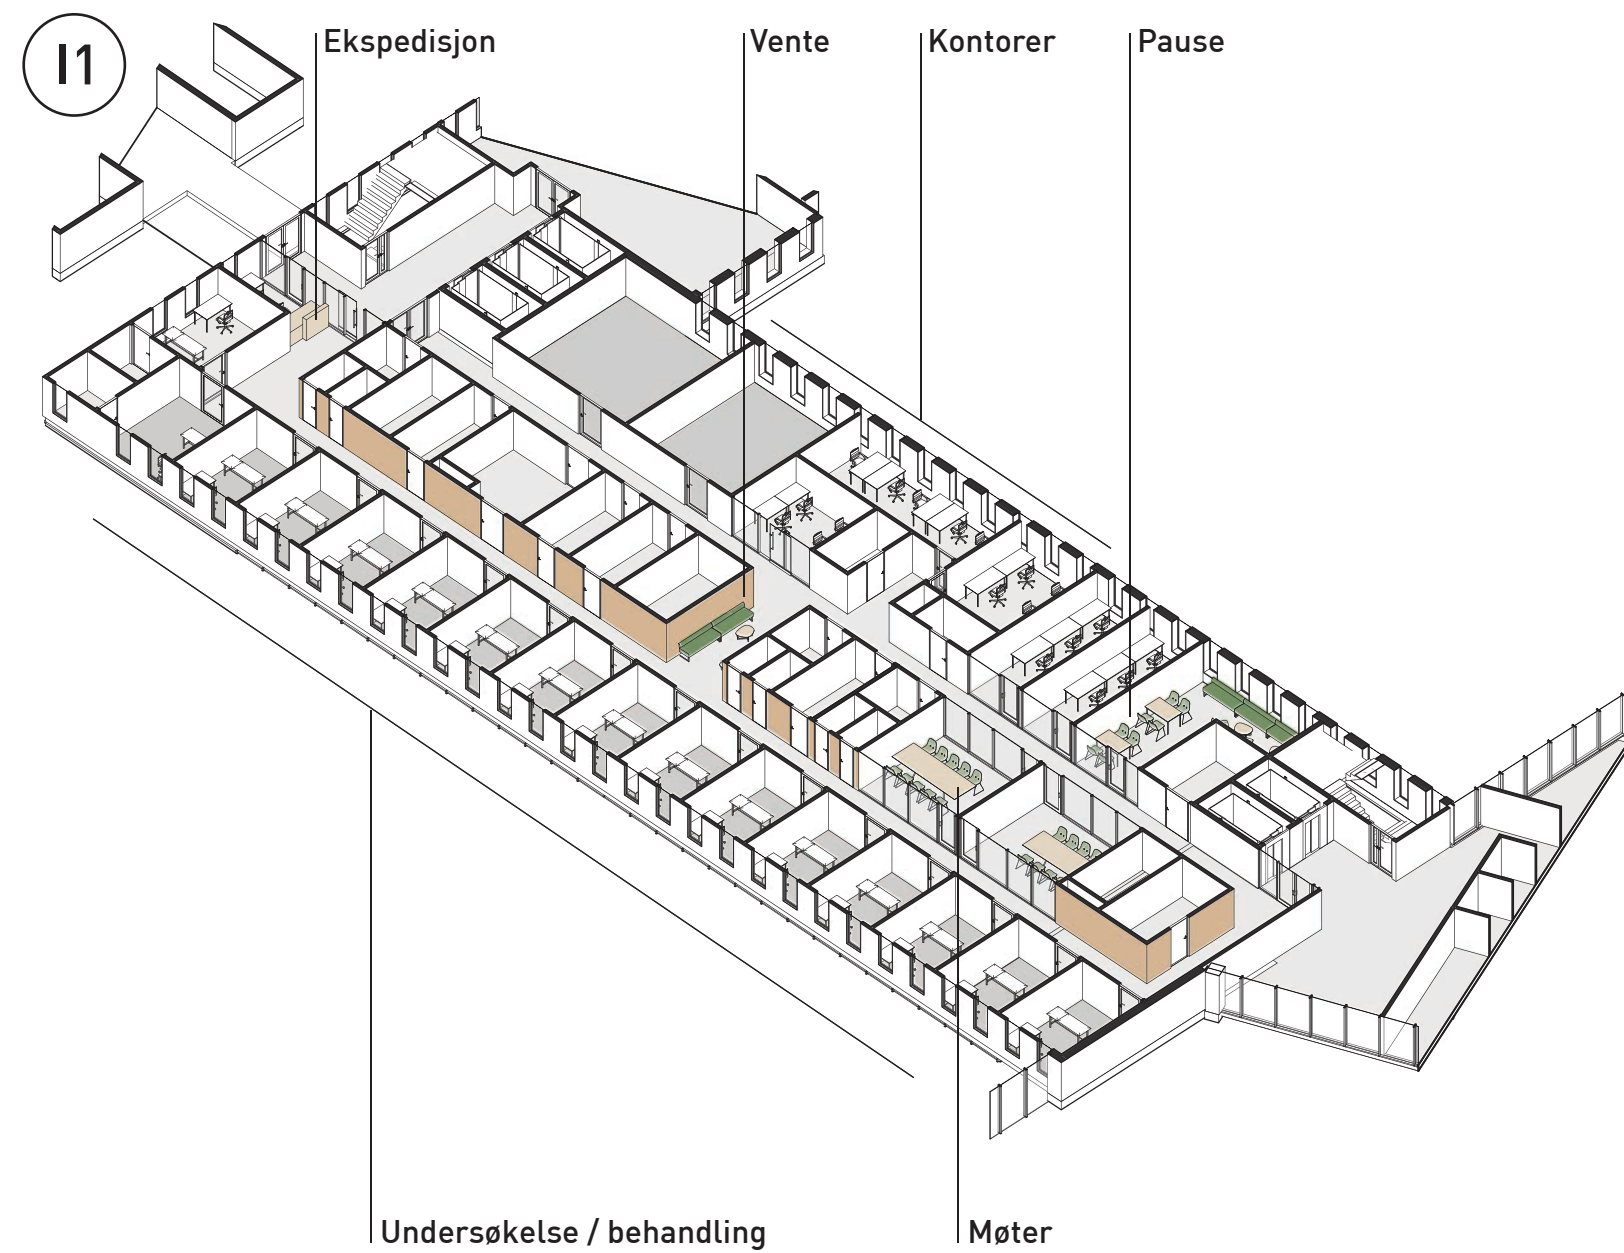 I1
Ekspedisjon
Vente
Kontorer
Pause
Undersøkelse / behandling
Møter